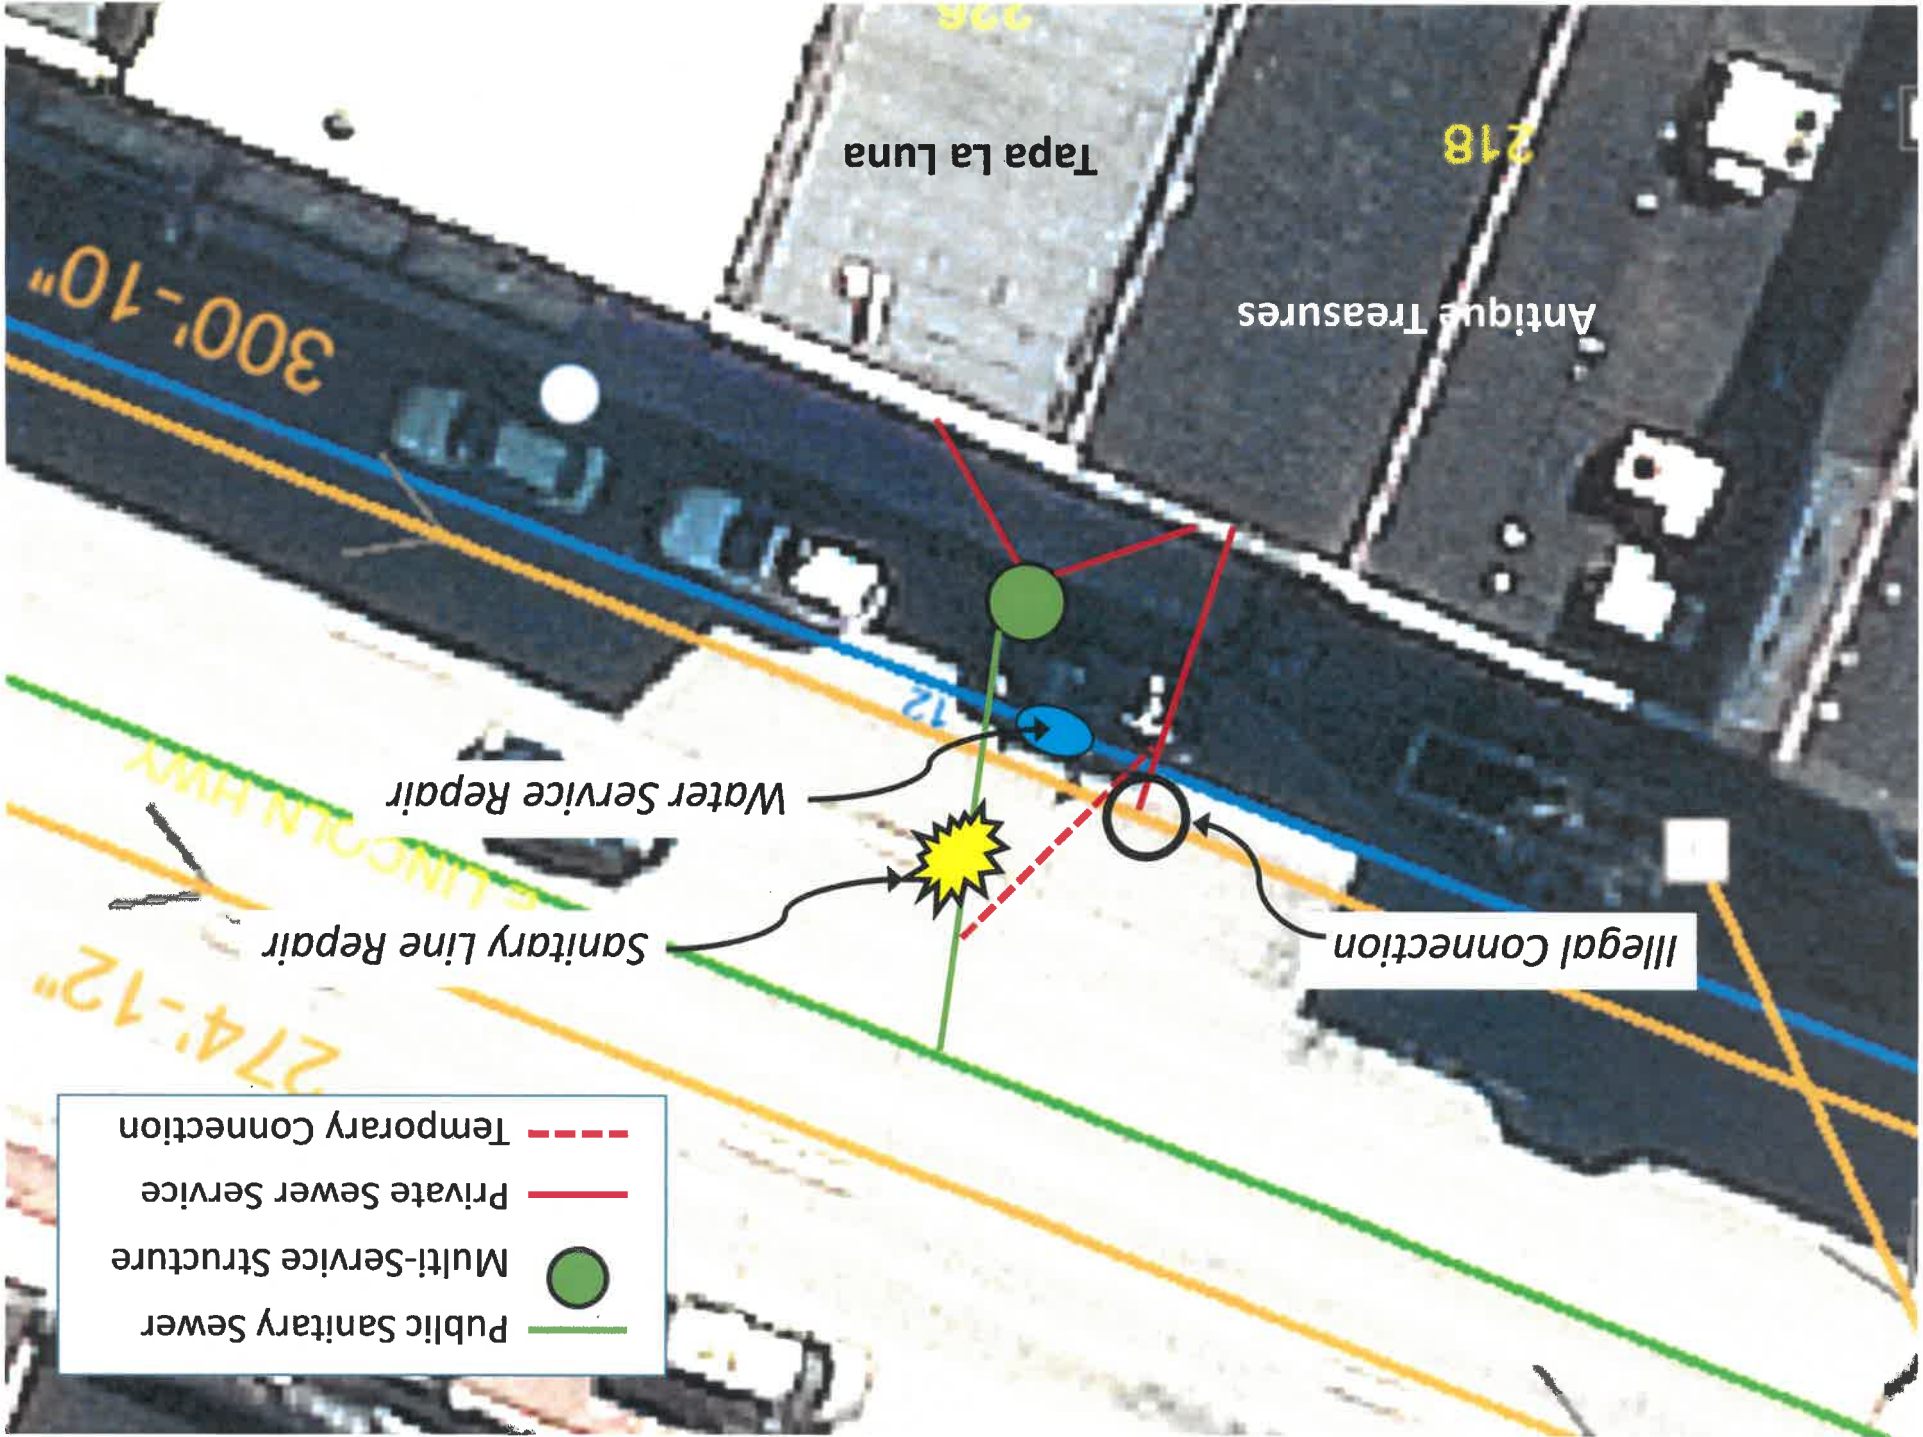 Public Sanitary Sewer
Multi-Service Structure
Private Sewer Service
Temporary Connection
274'-12"
Illegal Connection
Sanitary Line Repair
E LINCOLN HWY
Water Service Repair
12
300'-10"
Antique Treasures
Tapa La Luna
218
226